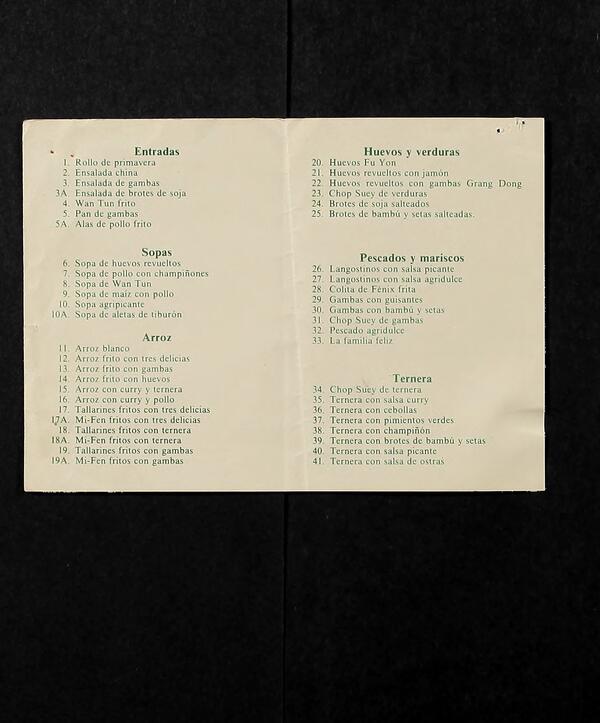 Entradas
1. Rollo de primavera
2. Ensalada china
3. Ensalada de gambas
3A. Ensalada de brotes de soja
4. Wan Tun frito
5. Pan de gambas
5A. Alas de pollo frito
Sopas
6. Sopa de huevos revueltos
7. Sopa de pollo con champiñones
8. Sopa de Wan Tun
9. Sopa de maíz con pollo
10. Sopa agripicante
10A. Sopa de aletas de tiburón
Arroz
11. Arroz blanco
12. Arroz frito con tres delicias
13. Arroz frito con gambas
14. Arroz frito con huevos
15. Arroz con curry y ternera
16. Arroz con curry y pollo
17. Tallarines fritos con tres delicias
17A. Mi-Fen fritos con tres delicias
18. Tallarines fritos con ternera
18A. Mi-Fen fritos con ternera
19. Tallarines fritos con gambas
19A. Mi-Fen fritos con gambas
Huevos y verduras
20. Huevos Fu Yon
21. Huevos revueltos con jamón
22. Huevos revueltos con gambas Grang Dong
23. Chop Suey de verduras
24. Brotes de soja salteados
25. Brotes de bambú y setas salteadas.
Pescados y mariscos
26. Langostinos con salsa picante
27. Langostinos con salsa agridulce
28. Colita de Fénix frita
29. Gambas con guisantes
30. Gambas con bambú y setas
31. Chop Suey de gambas
32. Pescado agridulce
33. La familia feliz
Ternera
34. Chop Suey de ternera
35. Ternera con salsa curry
36. Ternera con cebollas
37. Ternera con pimientos verdes
38. Ternera con champiñón
39. Ternera con brotes de bambú y setas
40. Ternera con salsa picante
41. Ternera con salsa de ostras